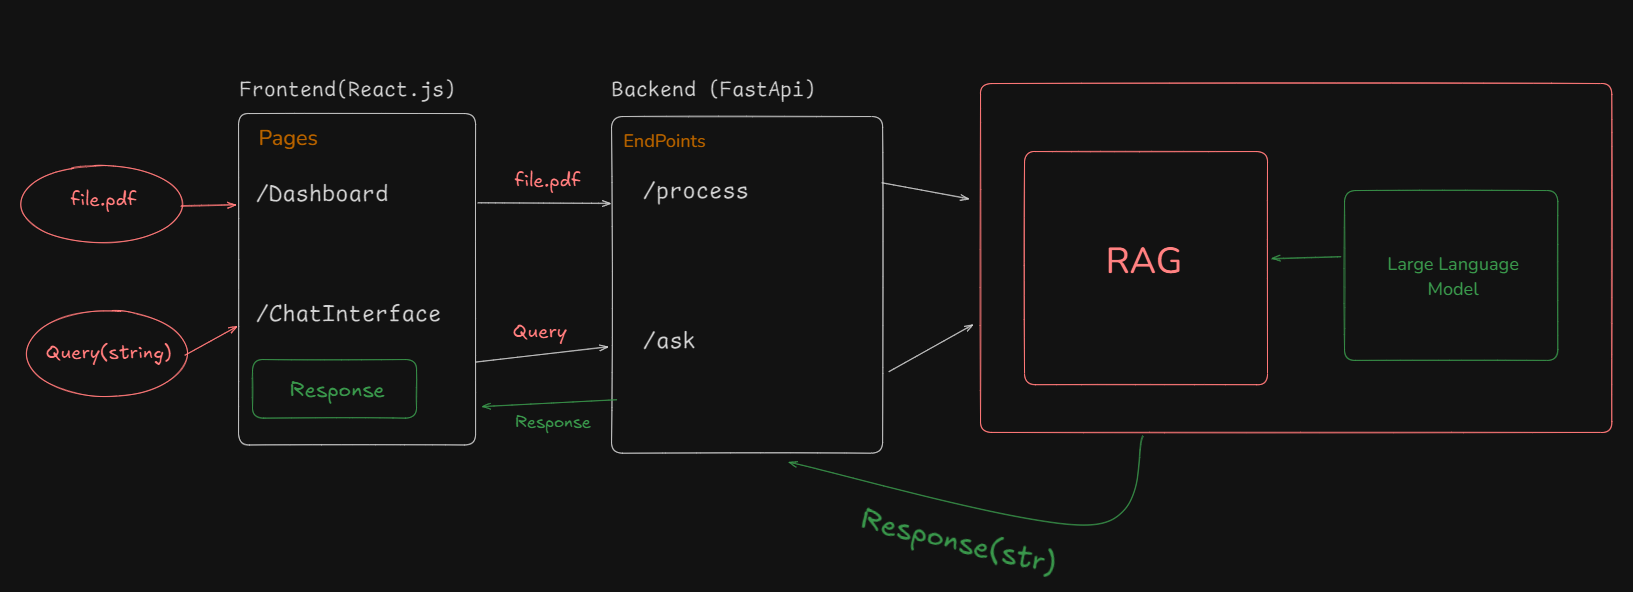 Frontend(React.js)
Backend (FastApi)
Pages
EndPoints
file.pdf
/Dashboard
file.pdf
/process
RAG
Large Language
Model
/ChatInterface
Query(string)
Query
/ask
Response
Response
Response(str)